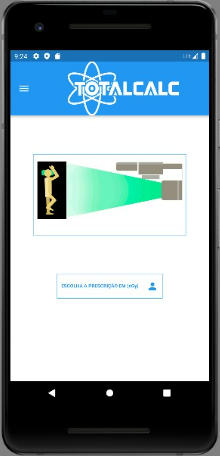 9:24
TOTALCALC
ESCOLHA A PRESCRIÇÃO EM (cGy)